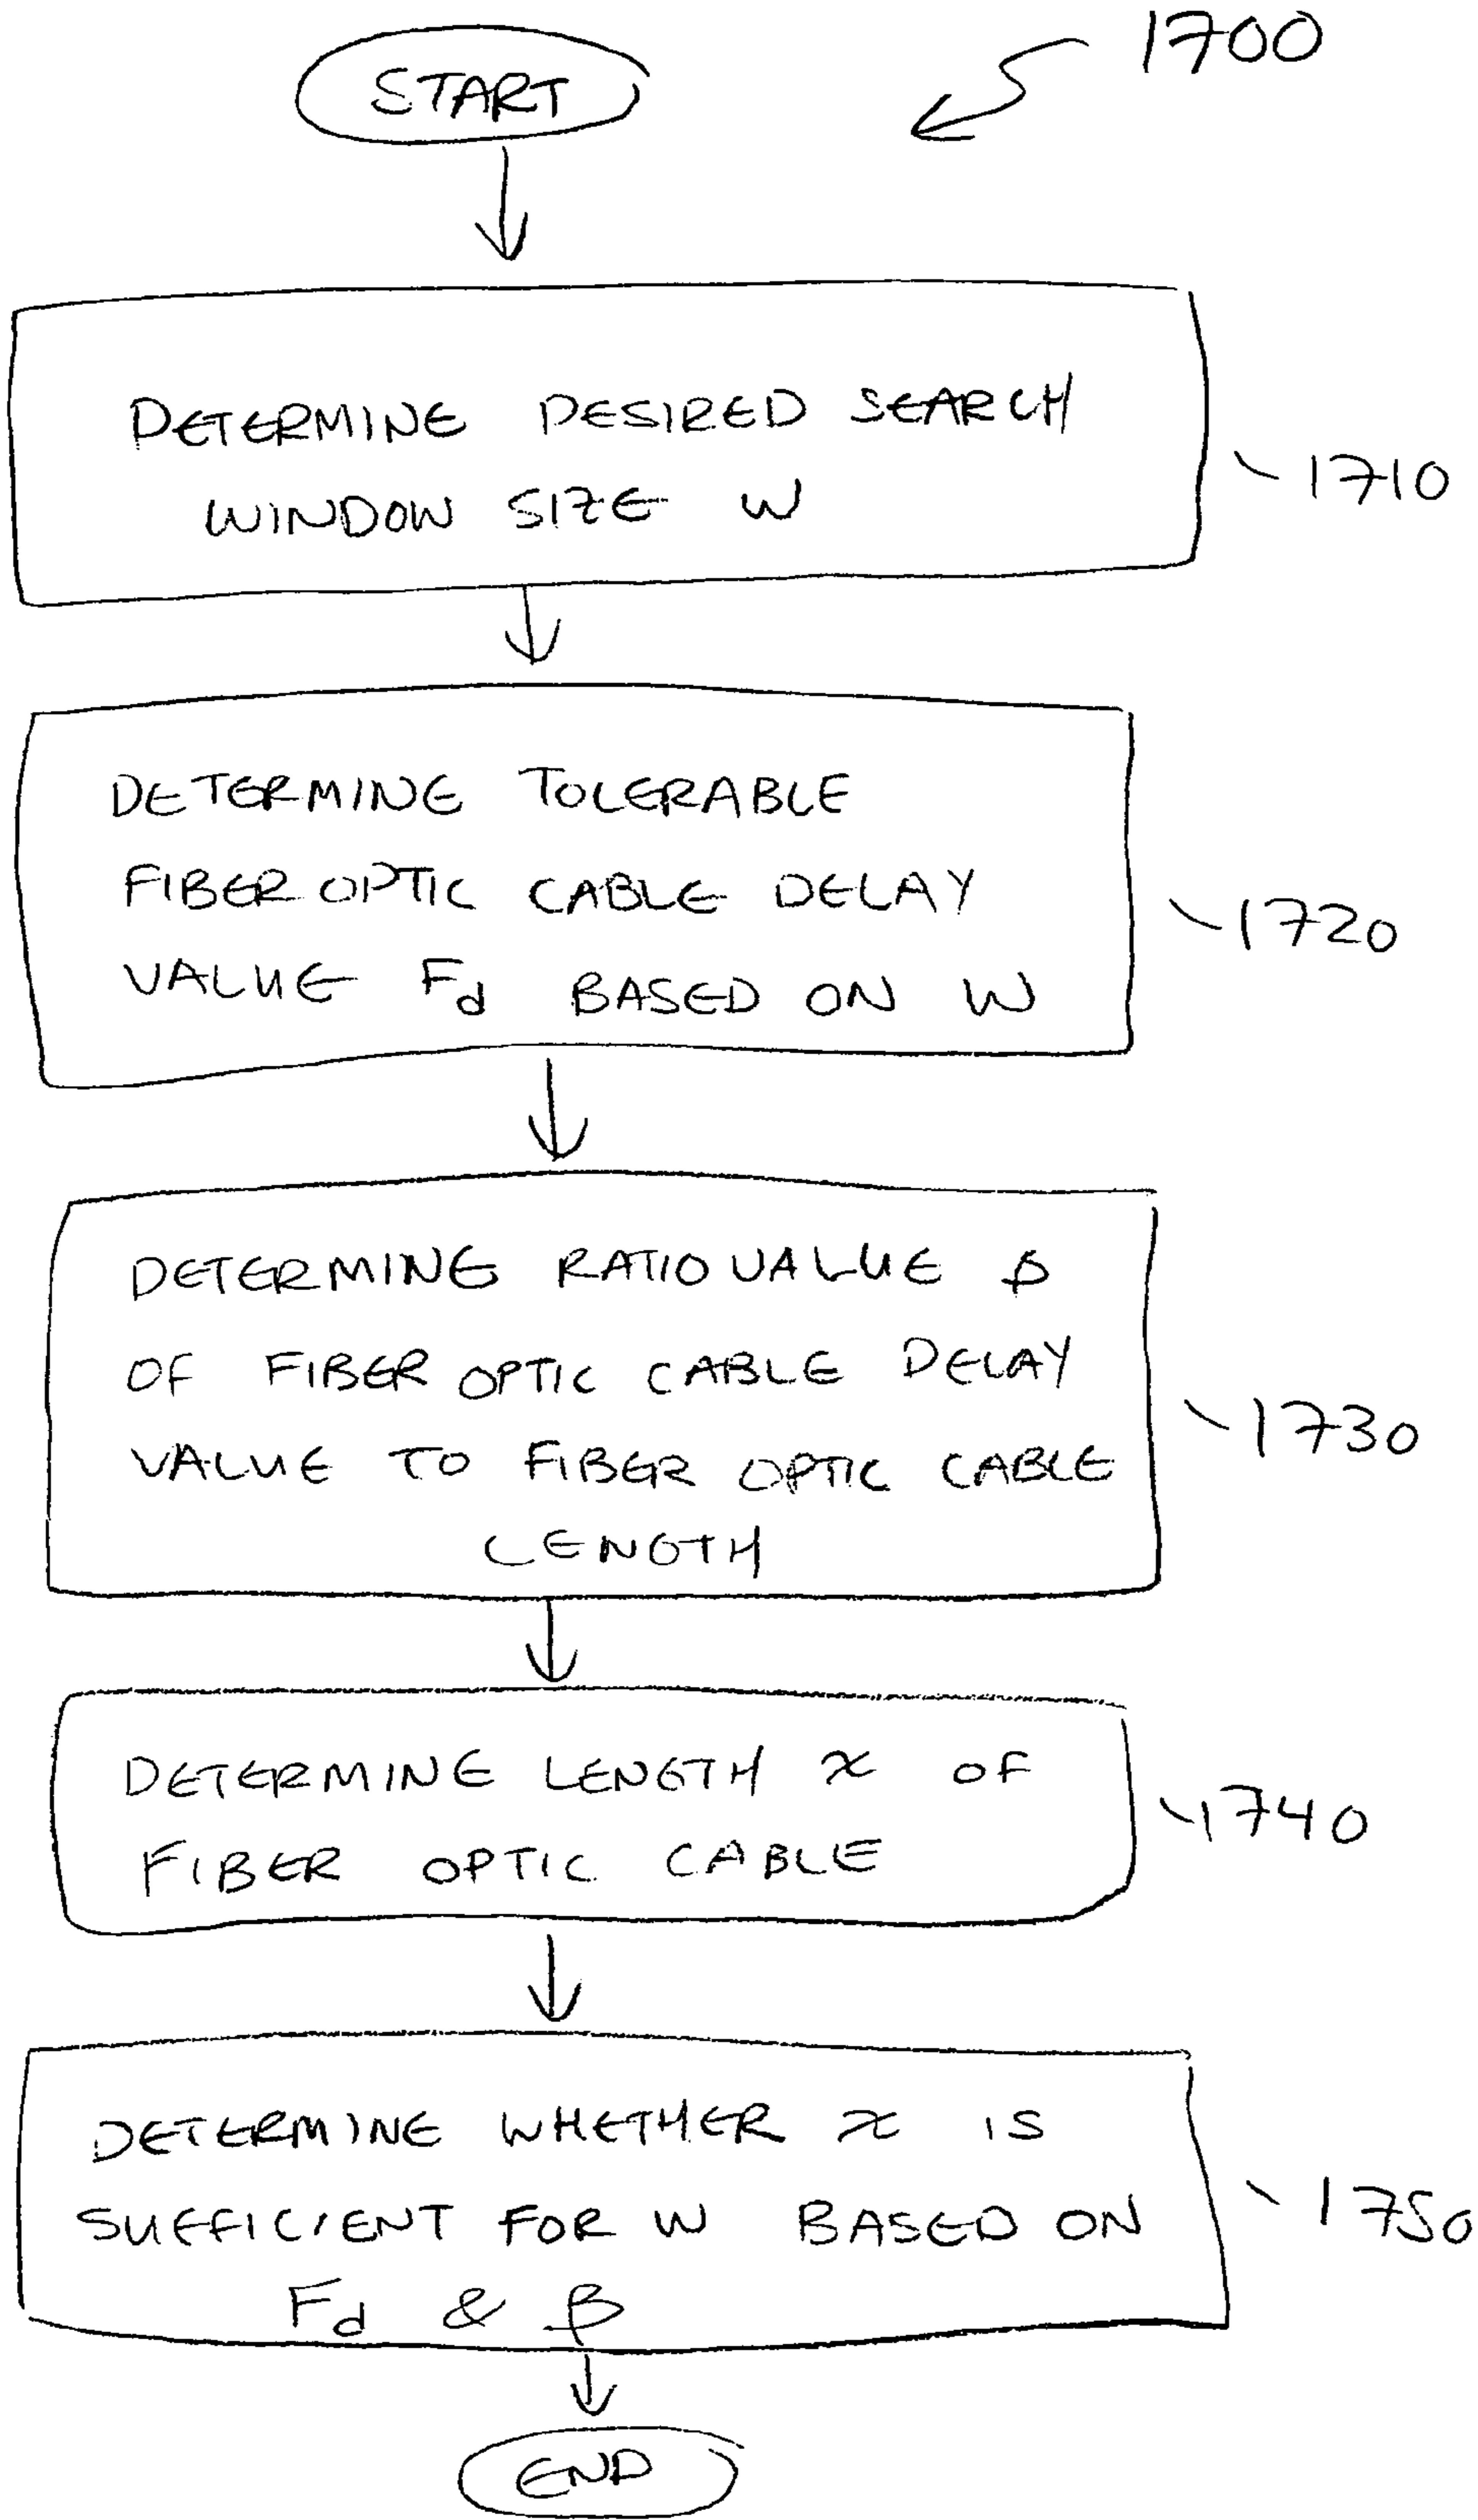 START
1700
DETERMINE DESIRED SEARCH
WINDOW SIZE W
1710
DETERMINE TOLERABLE
FIBER OPTIC CABLE DELAY
VALUE Fd BASED ON W
1720
DETERMINE RATIO VALUE β
OF FIBER OPTIC CABLE DELAY
VALUE TO FIBER OPTIC CABLE
LENGTH
1730
DETERMINE LENGTH x OF
FIBER OPTIC CABLE
1740
DETERMINE WHETHER x IS
SUFFICIENT FOR W BASED ON
Fd & β
1750
END